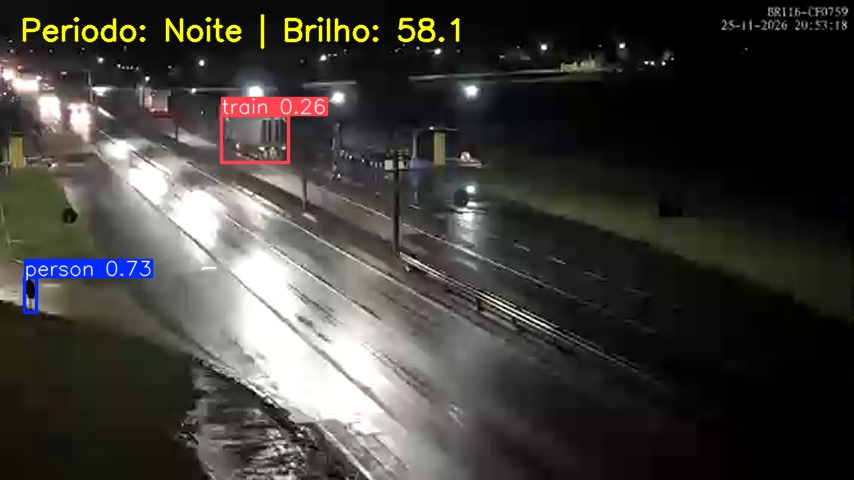 Periodo: Noite | Brilho: 58.1
BR116-CF0759
25-11-2026 20:53:18
train 0.26
person 0.73